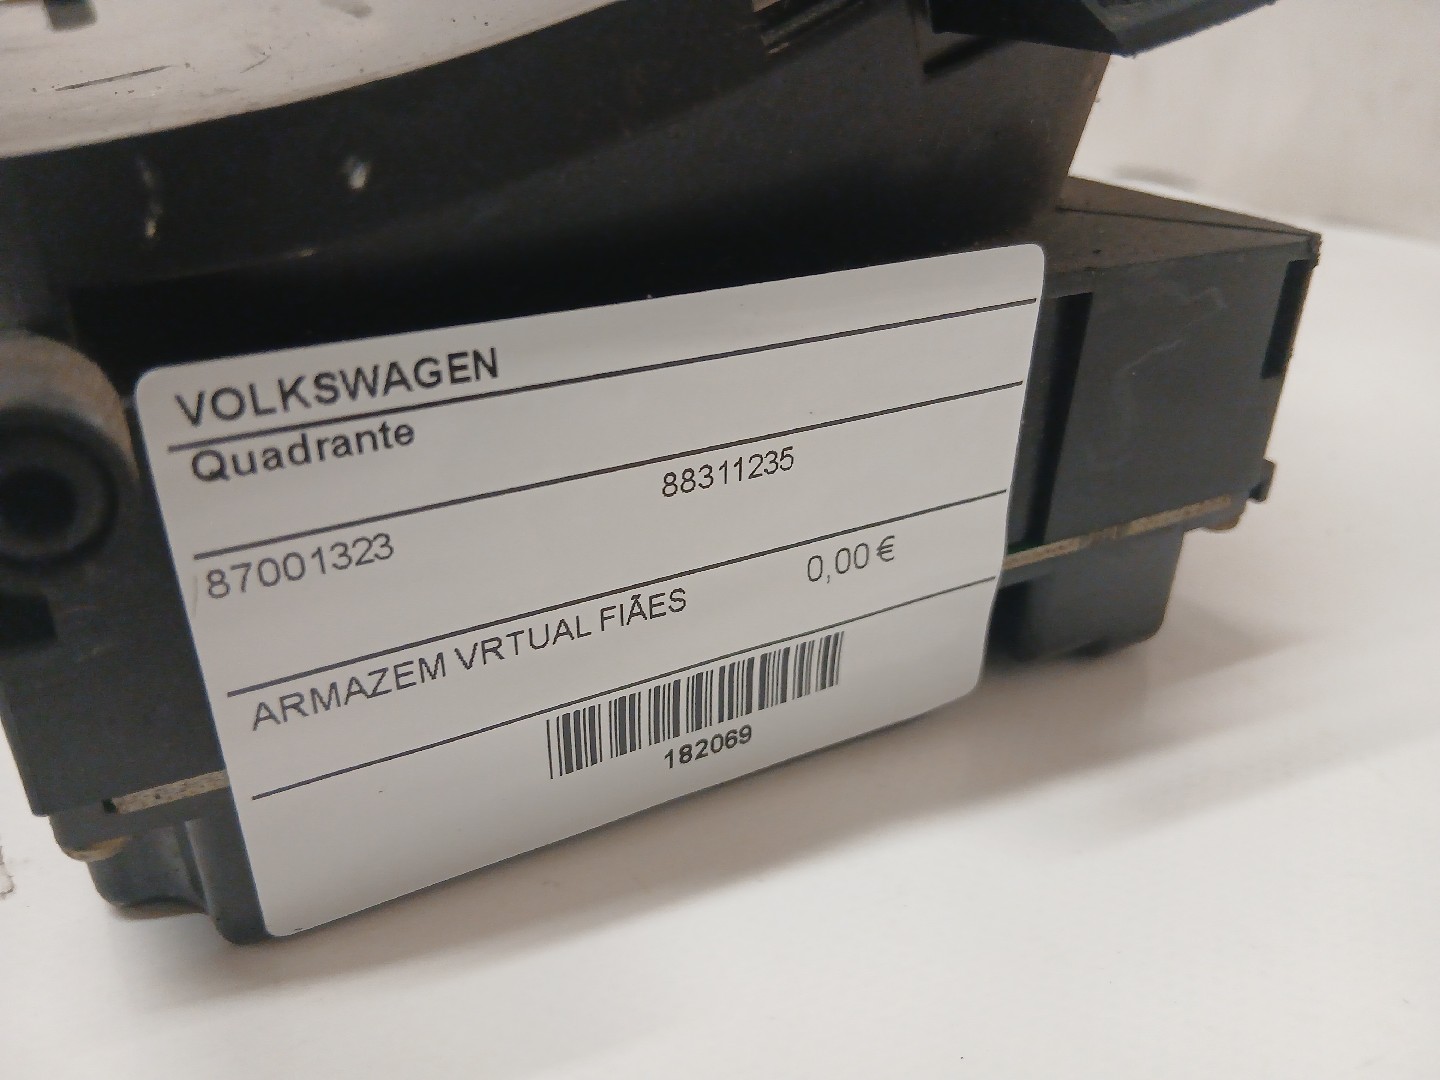 VOLKSWAGEN
Quadrante
88311235
87001323
0,00 €
ARMAZEM VRTUAL FIÃES
182069